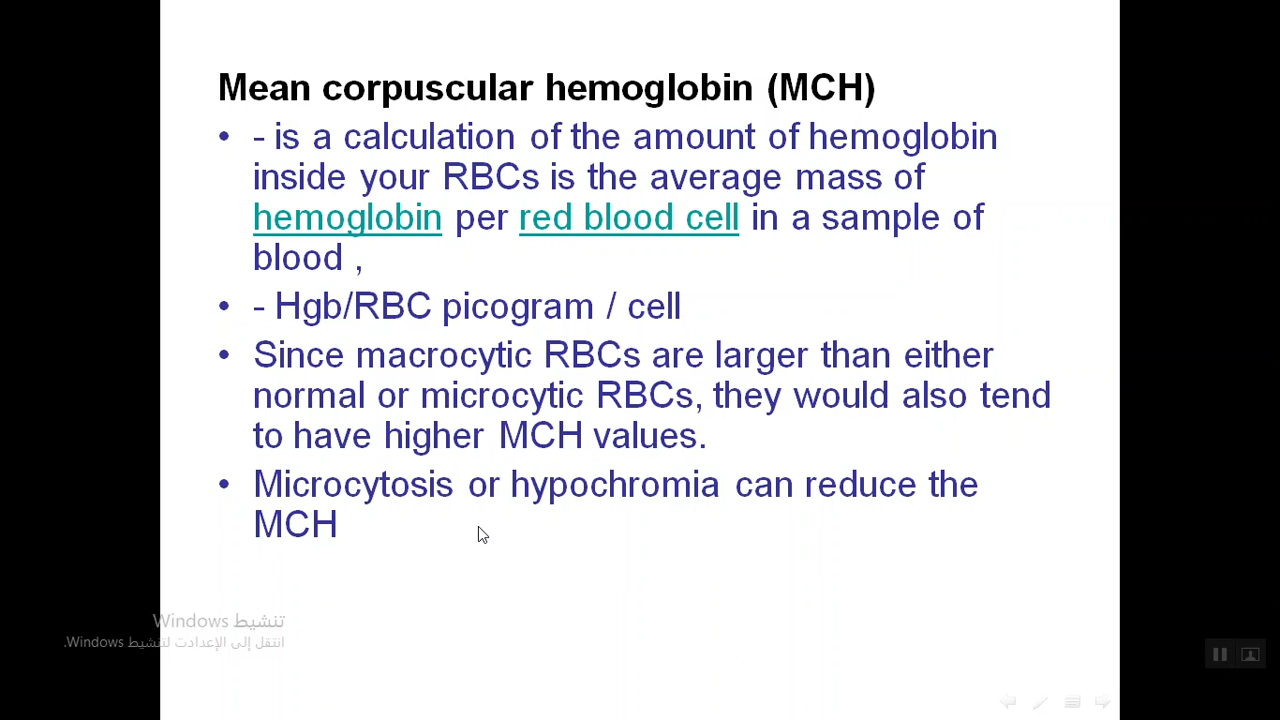 Mean corpuscular hemoglobin (MCH)
• - is a calculation of the amount of hemoglobin
inside your RBCs is the average mass of
hemoglobin per red blood cell in a sample of
blood ,
• - Hgb/RBC picogram / cell
• Since macrocytic RBCs are larger than either
normal or microcytic RBCs, they would also tend
to have higher MCH values.
• Microcytosis or hypochromia can reduce the
MCH
تنشيط Windows
انتقل إلى الإعدادت لتنشيط Windows.